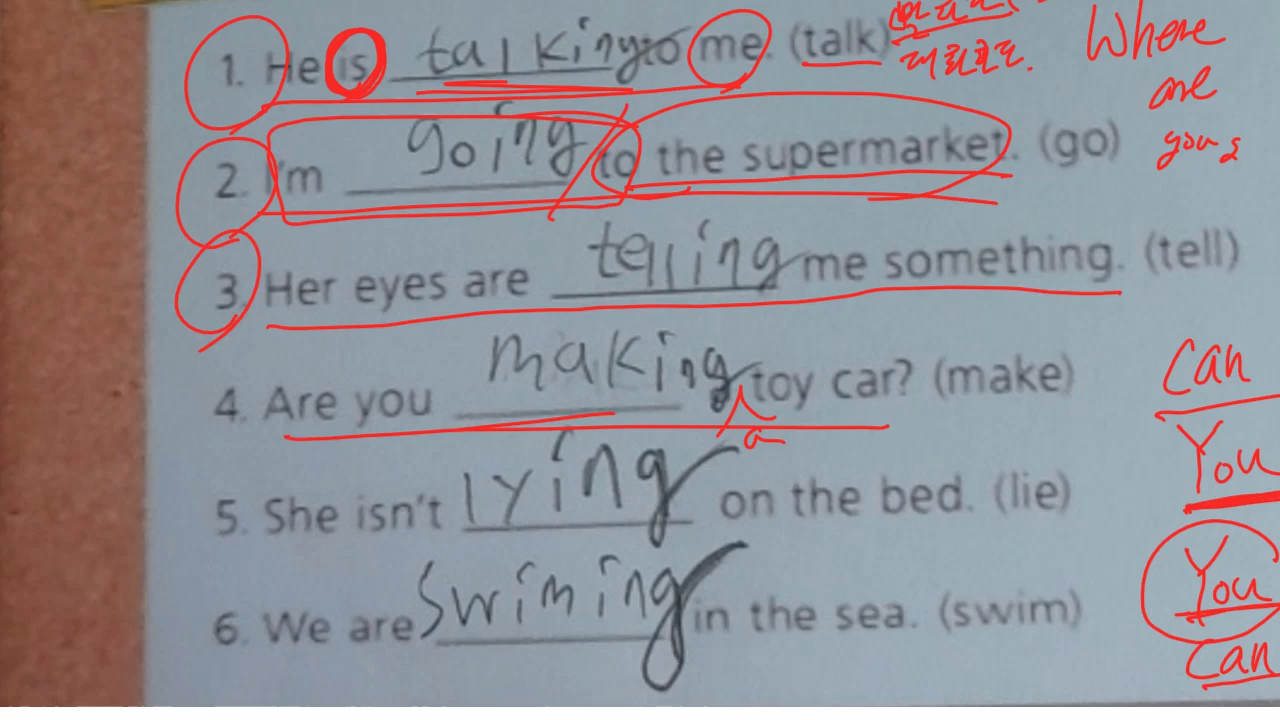 1. He is talking to me. (talk)
Where
are
you
2. I'm going to the supermarket. (go)
3. Her eyes are telling me something. (tell)
4. Are you making toy car? (make)
a
can
You
5. She isn't lying on the bed. (lie)
6. We are swiming in the sea. (swim)
You
can